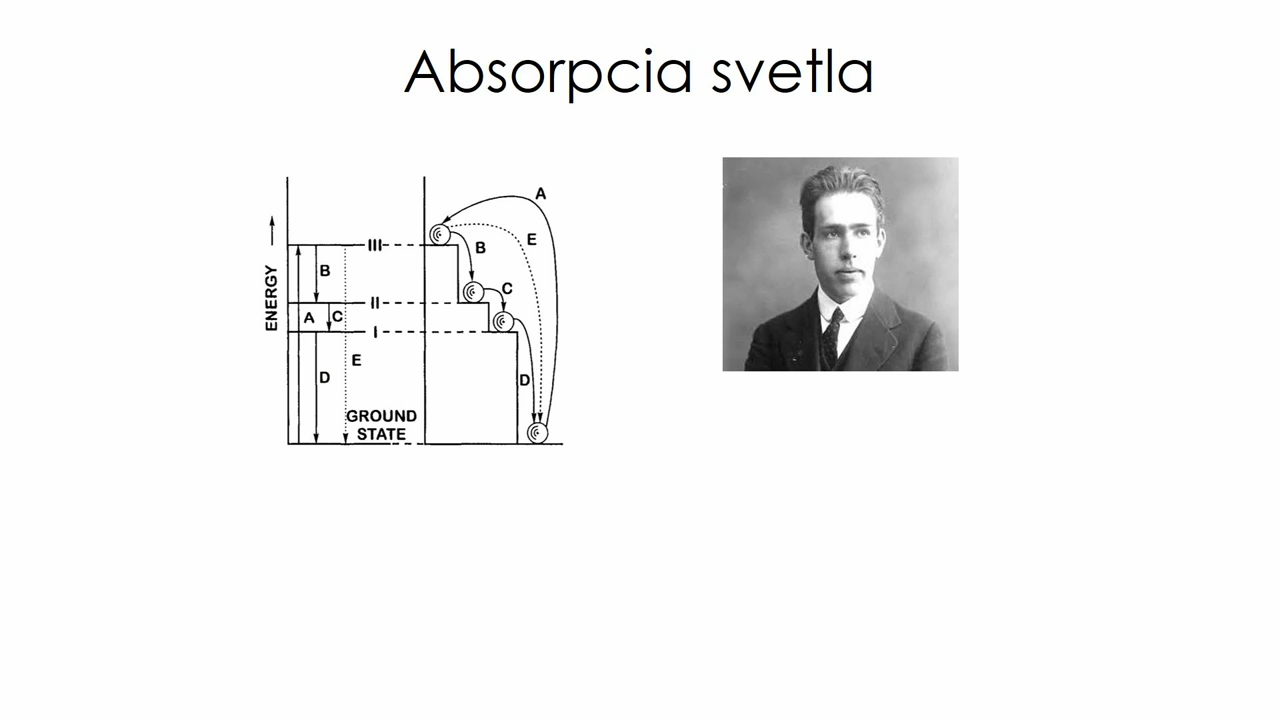 Absorpcia svetla
A
E
III
B
B
ENERGY
C
II
A
C
I
E
D
D
GROUND
STATE